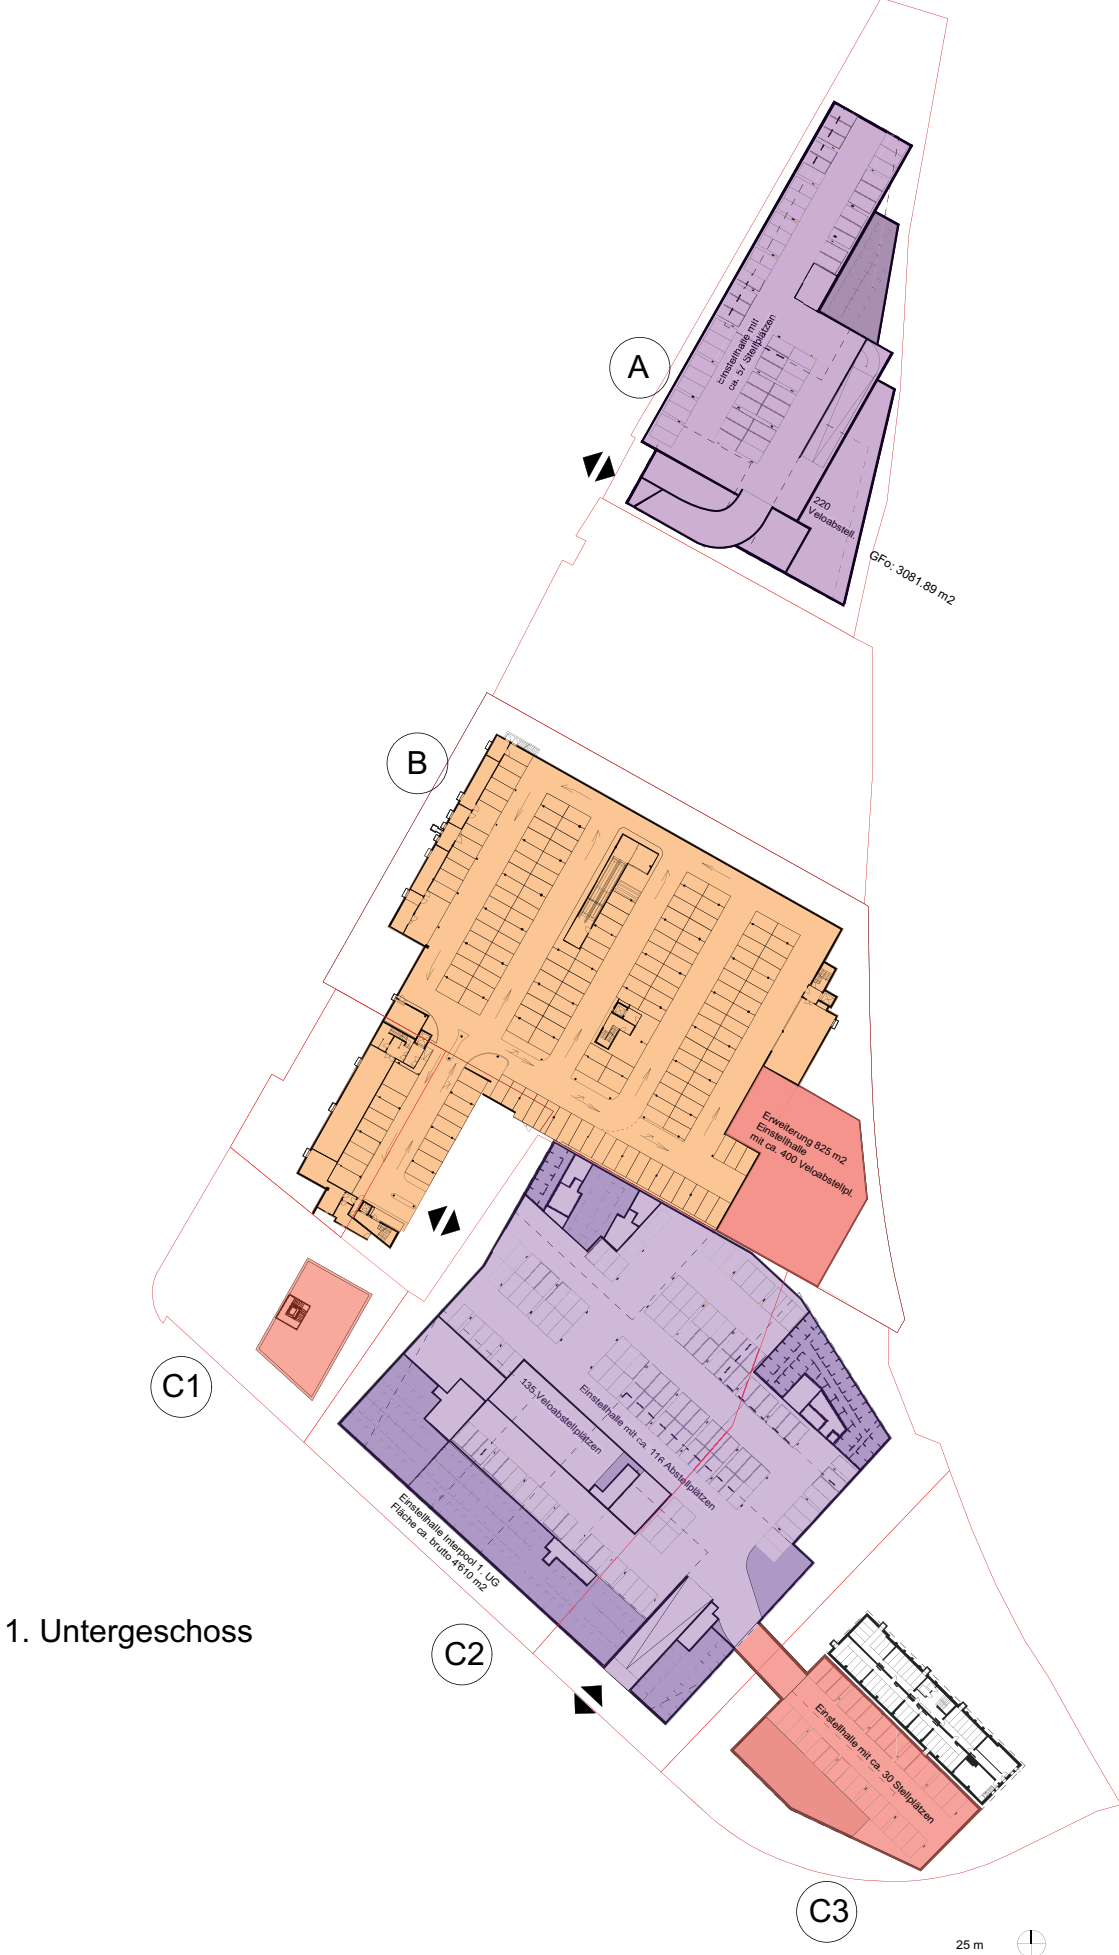 A
Einstellhalle mit
ca. 57 Stellplätzen
220
Veloabstell.
GFo: 3081.89 m2
B
Erweiterung 825 m2
Einstellhalle
mit ca. 400 Veloabstellpl.
C1
135 Veloabstellplätzen
Einstellhalle mit ca. 116 Abstellplätzen
Einstellhalle Interpool 1. UG
Fläche ca. brutto 4'610 m2
1. Untergeschoss
C2
Einstellhalle mit ca. 30 Stellplätzen
C3
25 m